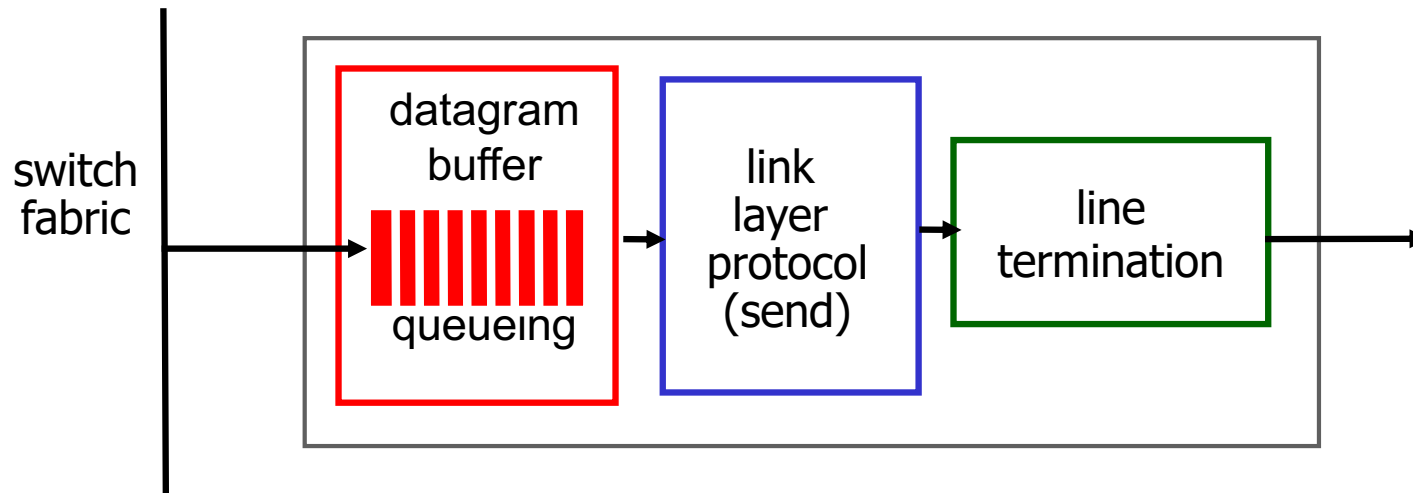 switch
fabric
datagram
buffer
queueing
link
layer
protocol
(send)
line
termination